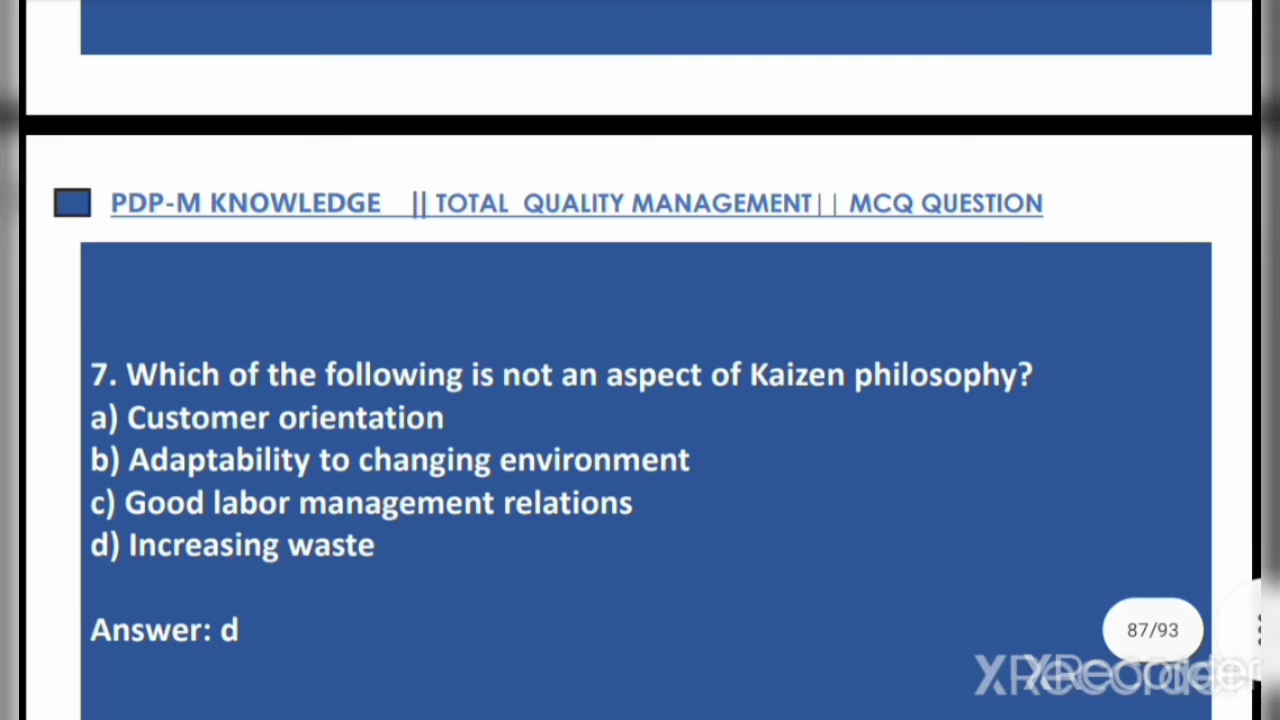 PDP-M KNOWLEDGE || TOTAL QUALITY MANAGEMENT|| MCQ QUESTION
7. Which of the following is not an aspect of Kaizen philosophy?
a) Customer orientation
b) Adaptability to changing environment
c) Good labor management relations
d) Increasing waste
Answer: d
87/93
XRecorder